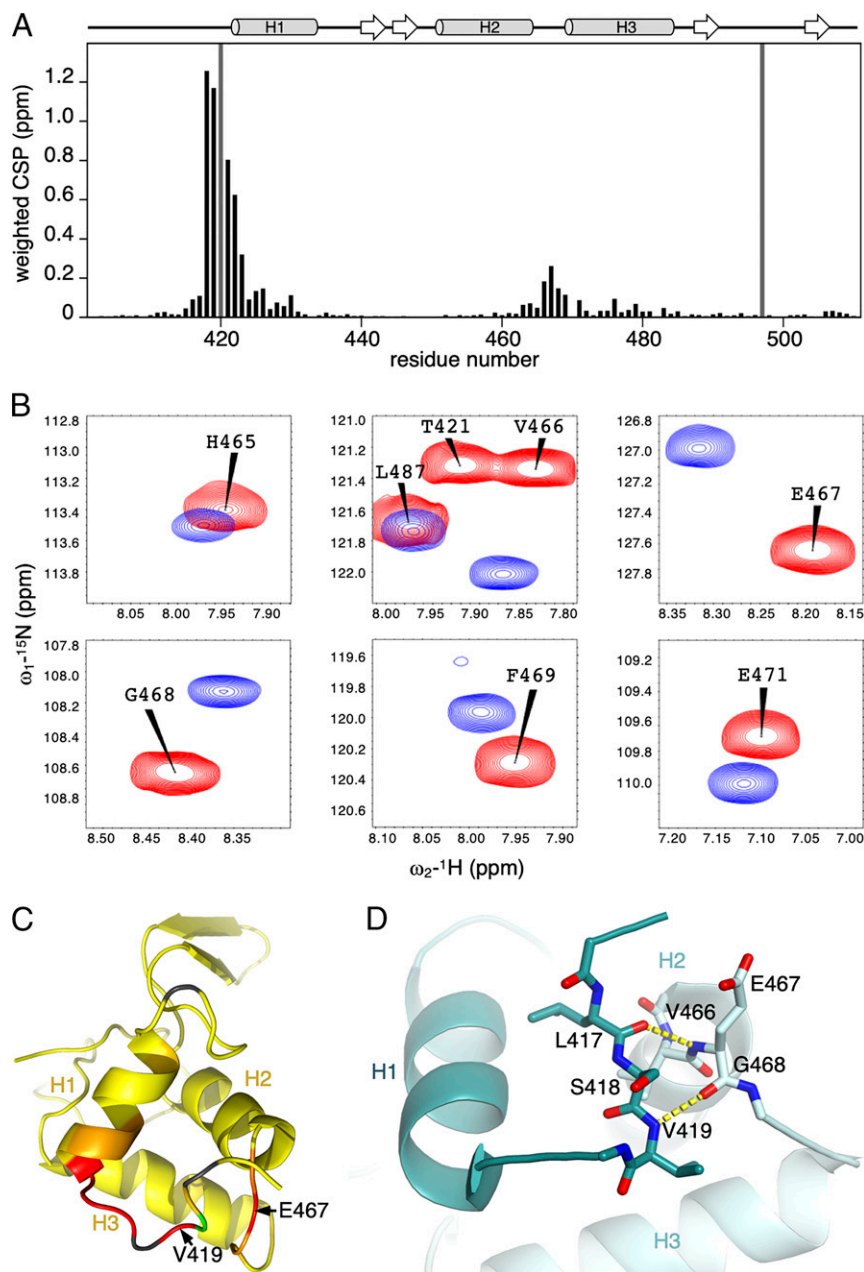 A
H1 H2 H3
weighted CSP (ppm)
1.2
1.0
0.8
0.6
0.4
0.2
0
420 440 460 480 500
residue number
B
ω1-15N (ppm)
112.8
113.0
113.2
113.4
113.6
113.8
H465
8.05 8.00 7.95 7.90
121.0
121.2
121.4
121.6
121.8
122.0
T421 V466
L487
8.00 7.95 7.90 7.85 7.80
126.8
127.0
127.2
127.4
127.6
127.8
E467
8.35 8.30 8.25 8.20 8.15
107.8
108.0
108.2
108.4
108.6
108.8
G468
8.50 8.45 8.40 8.35
119.6
119.8
120.0
120.2
120.4
120.6
F469
8.10 8.05 8.00 7.95 7.90
109.2
109.4
109.6
109.8
110.0
E471
7.20 7.15 7.10 7.05 7.00
ω2-1H (ppm)
C
H1
H2
H3
V419
E467
D
H2
E467
V466
L417
G468
H1
S418
V419
H3